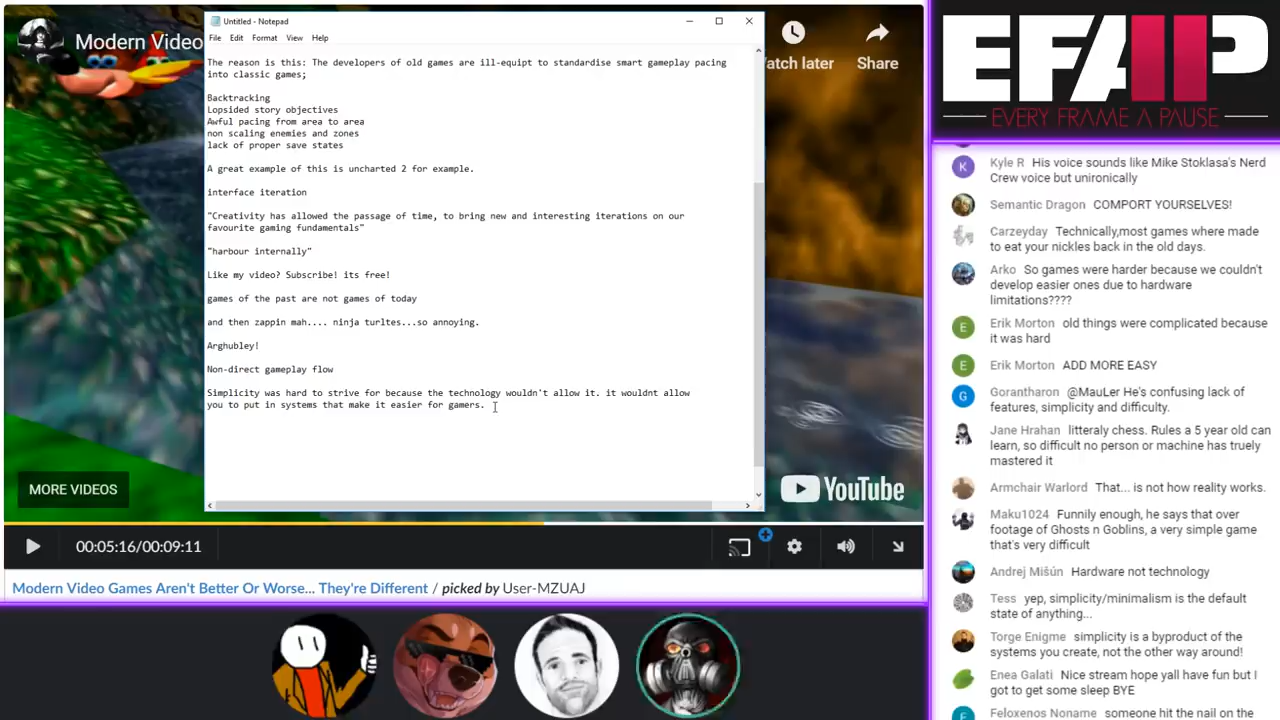 Modern Video
Untitled - Notepad
File Edit Format View Help
The reason is this: The developers of old games are ill-equipt to standardise smart gameplay pacing
into classic games;
Backtracking
Lopsided story objectives
Awful pacing from area to area
non scaling enemies and zones
lack of proper save states
A great example of this is uncharted 2 for example.
interface iteration
"Creativity has allowed the passage of time, to bring new and interesting iterations on our
favourite gaming fundamentals"
"harbour internally"
Like my video? Subscribe! its free!
games of the past are not games of today
and then zappin mah.... ninja turltes...so annoying.
Arghubley!
Non-direct gameplay flow
Simplicity was hard to strive for because the technology wouldn't allow it. it wouldnt allow
you to put in systems that make it easier for gamers.
Watch later
Share
MORE VIDEOS
YouTube
00:05:16/00:09:11
Modern Video Games Aren't Better Or Worse... They're Different / picked by User-MZUAJ
EFAP
EVERY FRAME A PAUSE
K
Kyle R His voice sounds like Mike Stoklasa's Nerd
Crew voice but unironically
Semantic Dragon COMPORT YOURSELVES!
Carzeyday Technically,most games where made
to eat your nickles back in the old days.
Arko So games were harder because we couldn't
develop easier ones due to hardware
limitations????
E
Erik Morton old things were complicated because
it was hard
E
Erik Morton ADD MORE EASY
G
Gorantharon @MauLer He's confusing lack of
features, simplicity and difficulty.
Jane Hrahan litteraly chess. Rules a 5 year old can
learn, so difficult no person or machine has truely
mastered it
Armchair Warlord That... is not how reality works.
Maku1024 Funnily enough, he says that over
footage of Ghosts n Goblins, a very simple game
that's very difficult
Andrej Mišún Hardware not technology
Tess yep, simplicity/minimalism is the default
state of anything...
Torge Enigme simplicity is a byproduct of the
systems you create, not the other way around!
Enea Galati Nice stream hope yall have fun but I
got to get some sleep BYE
F
Feloxenos Noname someone hit the nail on the